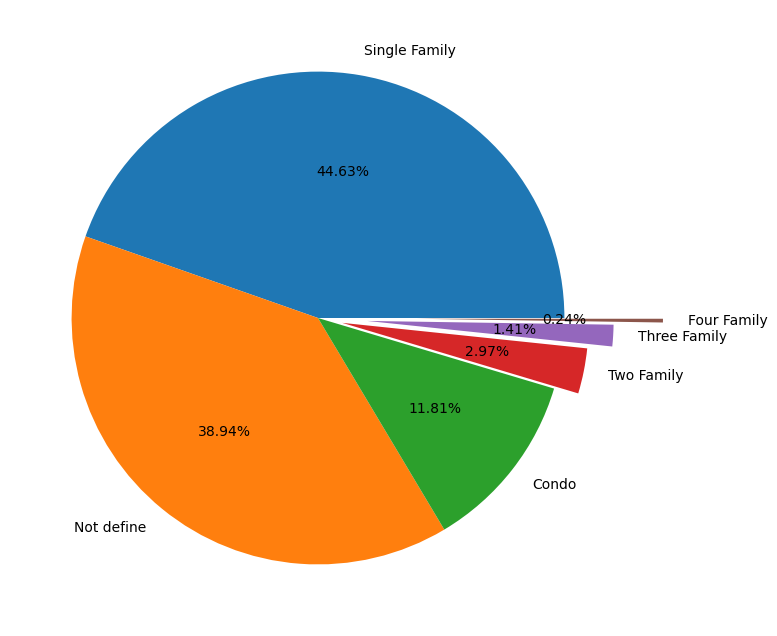 Single Family
44.63%
0.24%
Four Family
1.41%
Three Family
2.97%
Two Family
11.81%
38.94%
Condo
Not define